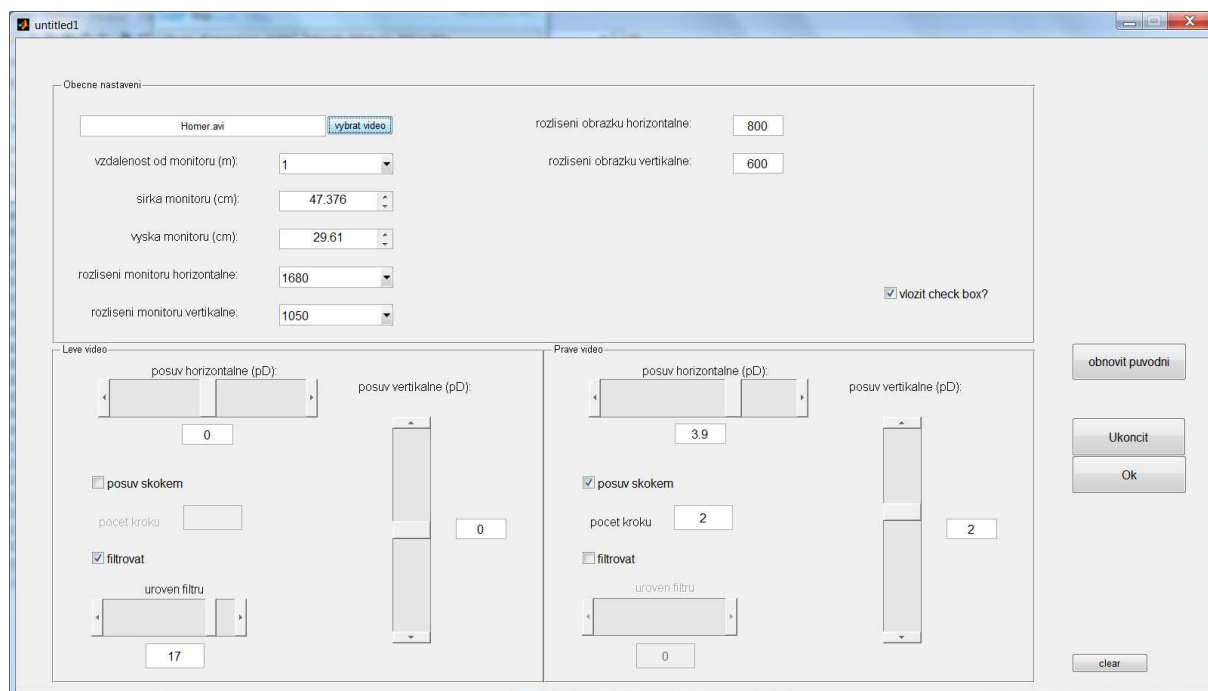 untitled1
Obecne nastaveni
Homer.avi
vybrat video
rozliseni obrazku horizontalne:
800
vzdalenost od monitoru (m):
1
rozliseni obrazku vertikalne:
600
sirka monitoru (cm):
47.376
vyska monitoru (cm):
29.61
rozliseni monitoru horizontalne:
1680
vlozit check box?
rozliseni monitoru vertikalne:
1050
Leve video
posuv horizontalne (pD):
posuv vertikalne (pD):
0
posuv skokem
pocet kroku
0
filtrovat
uroven filtru
17
Prave video
posuv horizontalne (pD):
posuv vertikalne (pD):
3.9
posuv skokem
pocet kroku
2
2
filtrovat
uroven filtru
0
obnovit puvodni
Ukoncit
Ok
clear